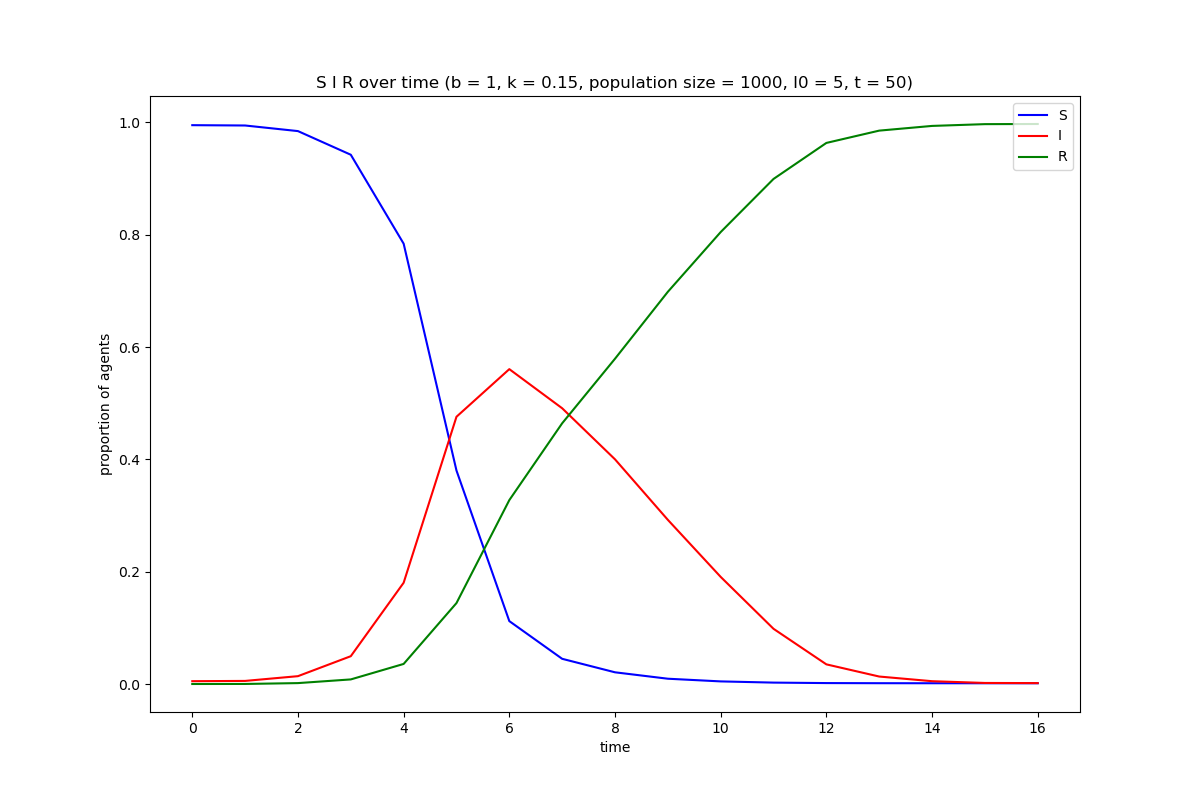 S I R over time (b = 1, k = 0.15, population size = 1000, I0 = 5, t = 50)
S
I
R
1.0
0.8
0.6
0.4
0.2
0.0
proportion of agents
0 2 4 6 8 10 12 14 16
time